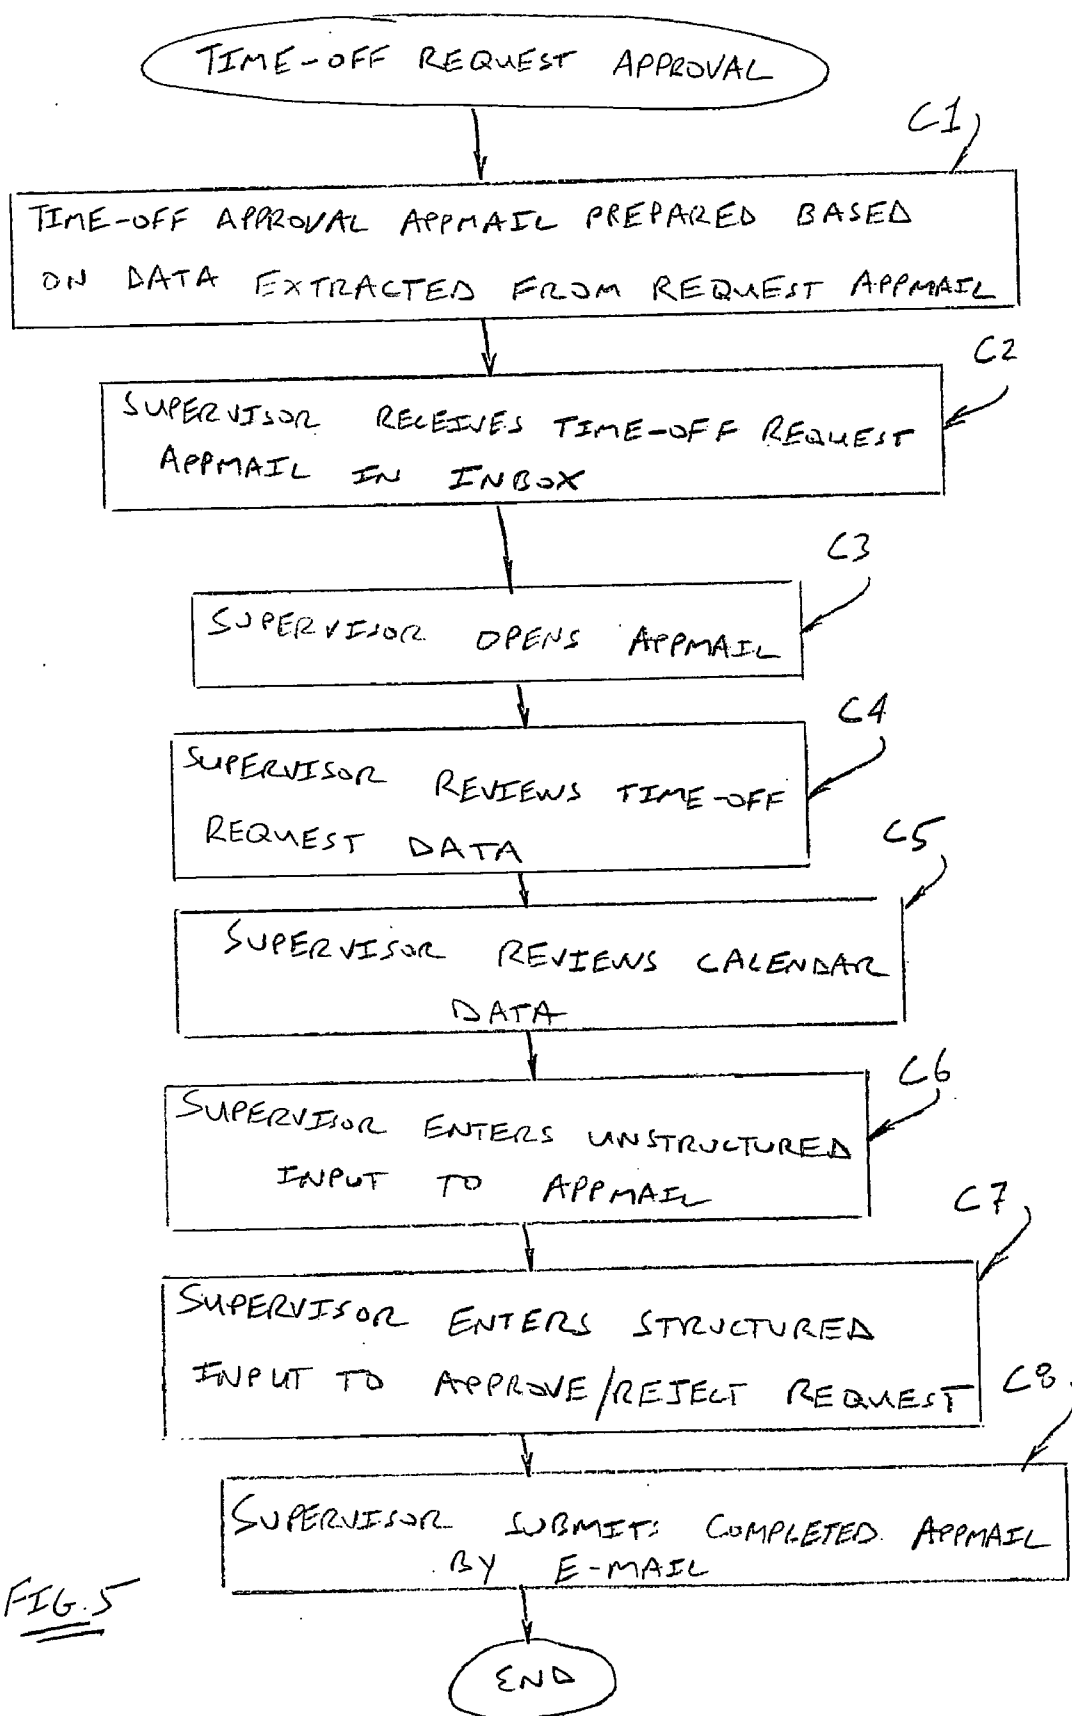 TIME-OFF REQUEST APPROVAL
C1
TIME-OFF APPROVAL APPMAIL PREPARED BASED
ON DATA EXTRACTED FROM REQUEST APPMAIL
C2
SUPERVISOR RECEIVES TIME-OFF REQUEST
APPMAIL IN INBOX
C3
SUPERVISOR OPENS APPMAIL
C4
SUPERVISOR REVIEWS TIME-OFF
REQUEST DATA
C5
SUPERVISOR REVIEWS CALENDAR
DATA
C6
SUPERVISOR ENTERS UNSTRUCTURED
INPUT TO APPMAIL
C7
SUPERVISOR ENTERS STRUCTURED
INPUT TO APPROVE/REJECT REQUEST
C8
SUPERVISOR SUBMITS COMPLETED APPMAIL
BY E-MAIL
FIG. 5
END